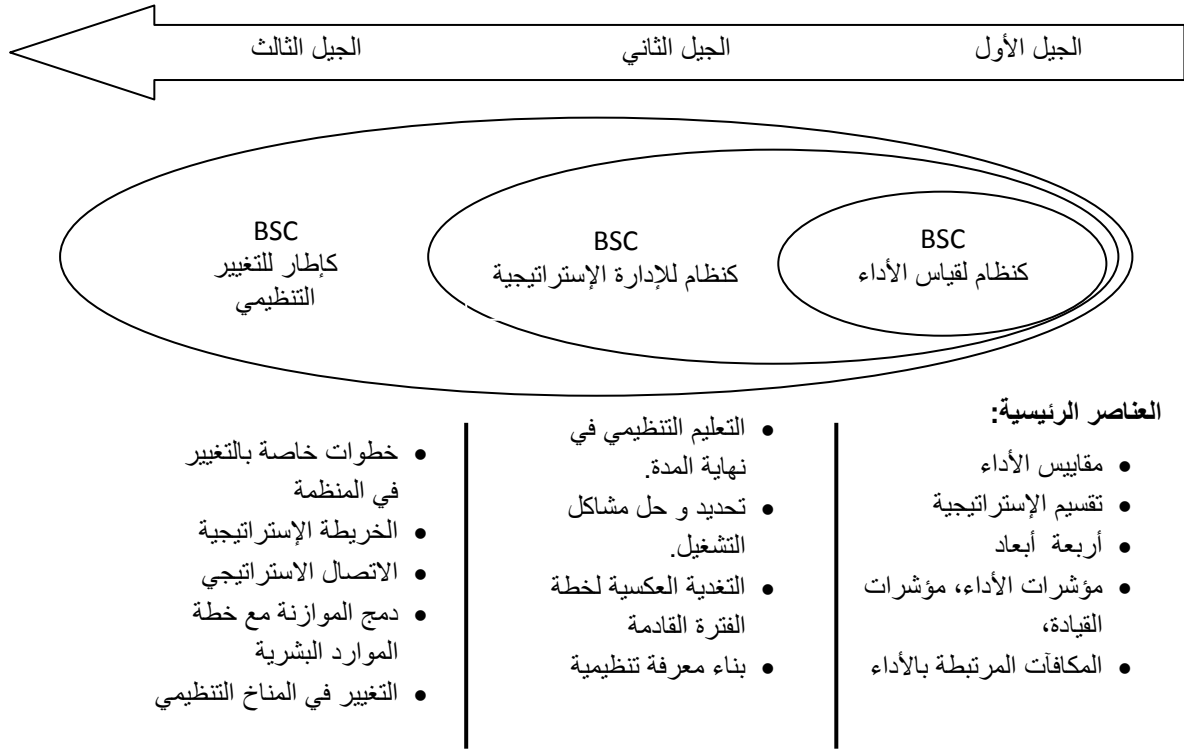 الجيل الأول
الجيل الثاني
الجيل الثالث
BSC
كنظام لقياس الأداء
BSC
كنظام للإدارة الإستراتيجية
BSC
كإطار للتغيير
التنظيمي
العناصر الرئيسية:
• مقاييس الأداء
• تقسيم الإستراتيجية
• أربعة أبعاد
• مؤشرات الأداء، مؤشرات
القيادة،
• المكافآت المرتبطة بالأداء
• التعليم التنظيمي في
نهاية المدة.
• تحديد و حل مشاكل
التشغيل.
• التغدية العكسية لخطة
الفترة القادمة
• بناء معرفة تنظيمية
• خطوات خاصة بالتغيير
في المنظمة
• الخريطة الإستراتيجية
• الاتصال الاستراتيجي
• دمج الموازنة مع خطة
الموارد البشرية
• التغيير في المناخ التنظيمي